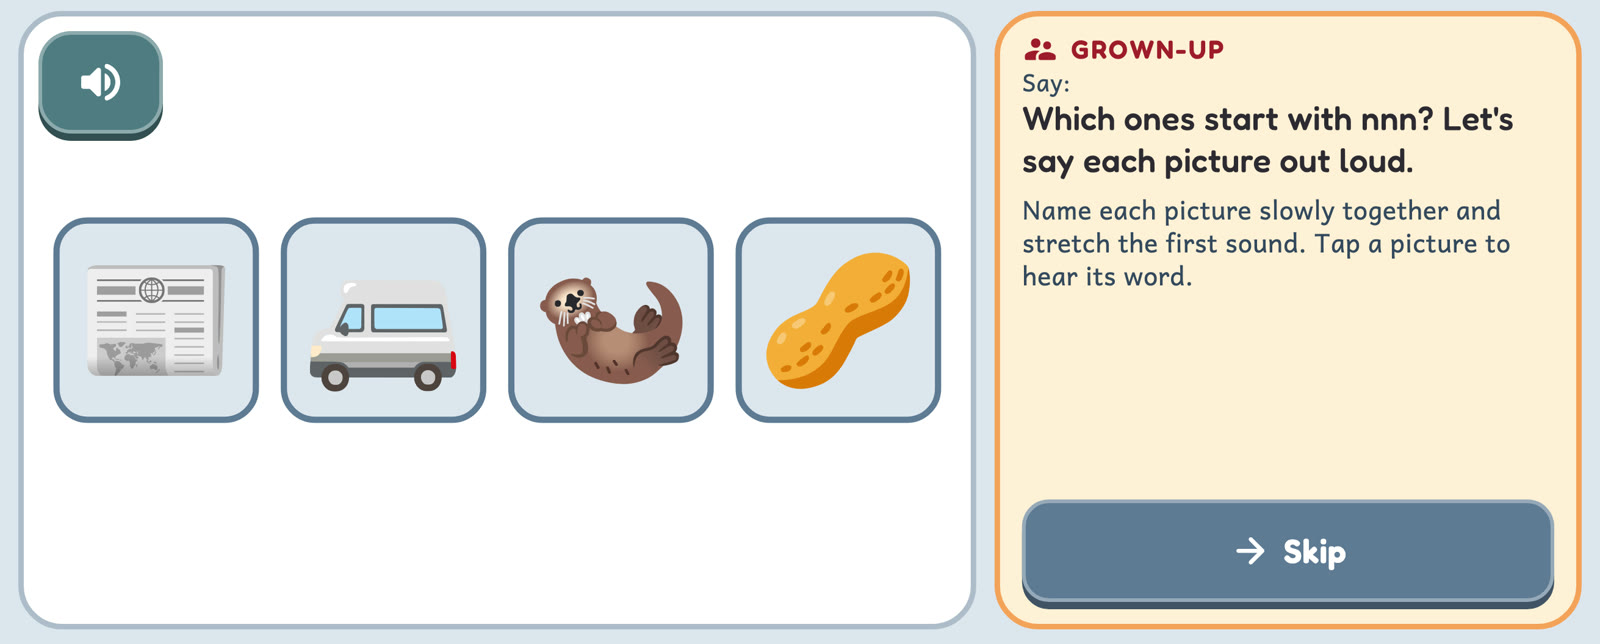 GROWN-UP
Say:
Which ones start with nnn? Let's
say each picture out loud.
Name each picture slowly together and
stretch the first sound. Tap a picture to
hear its word.
Skip